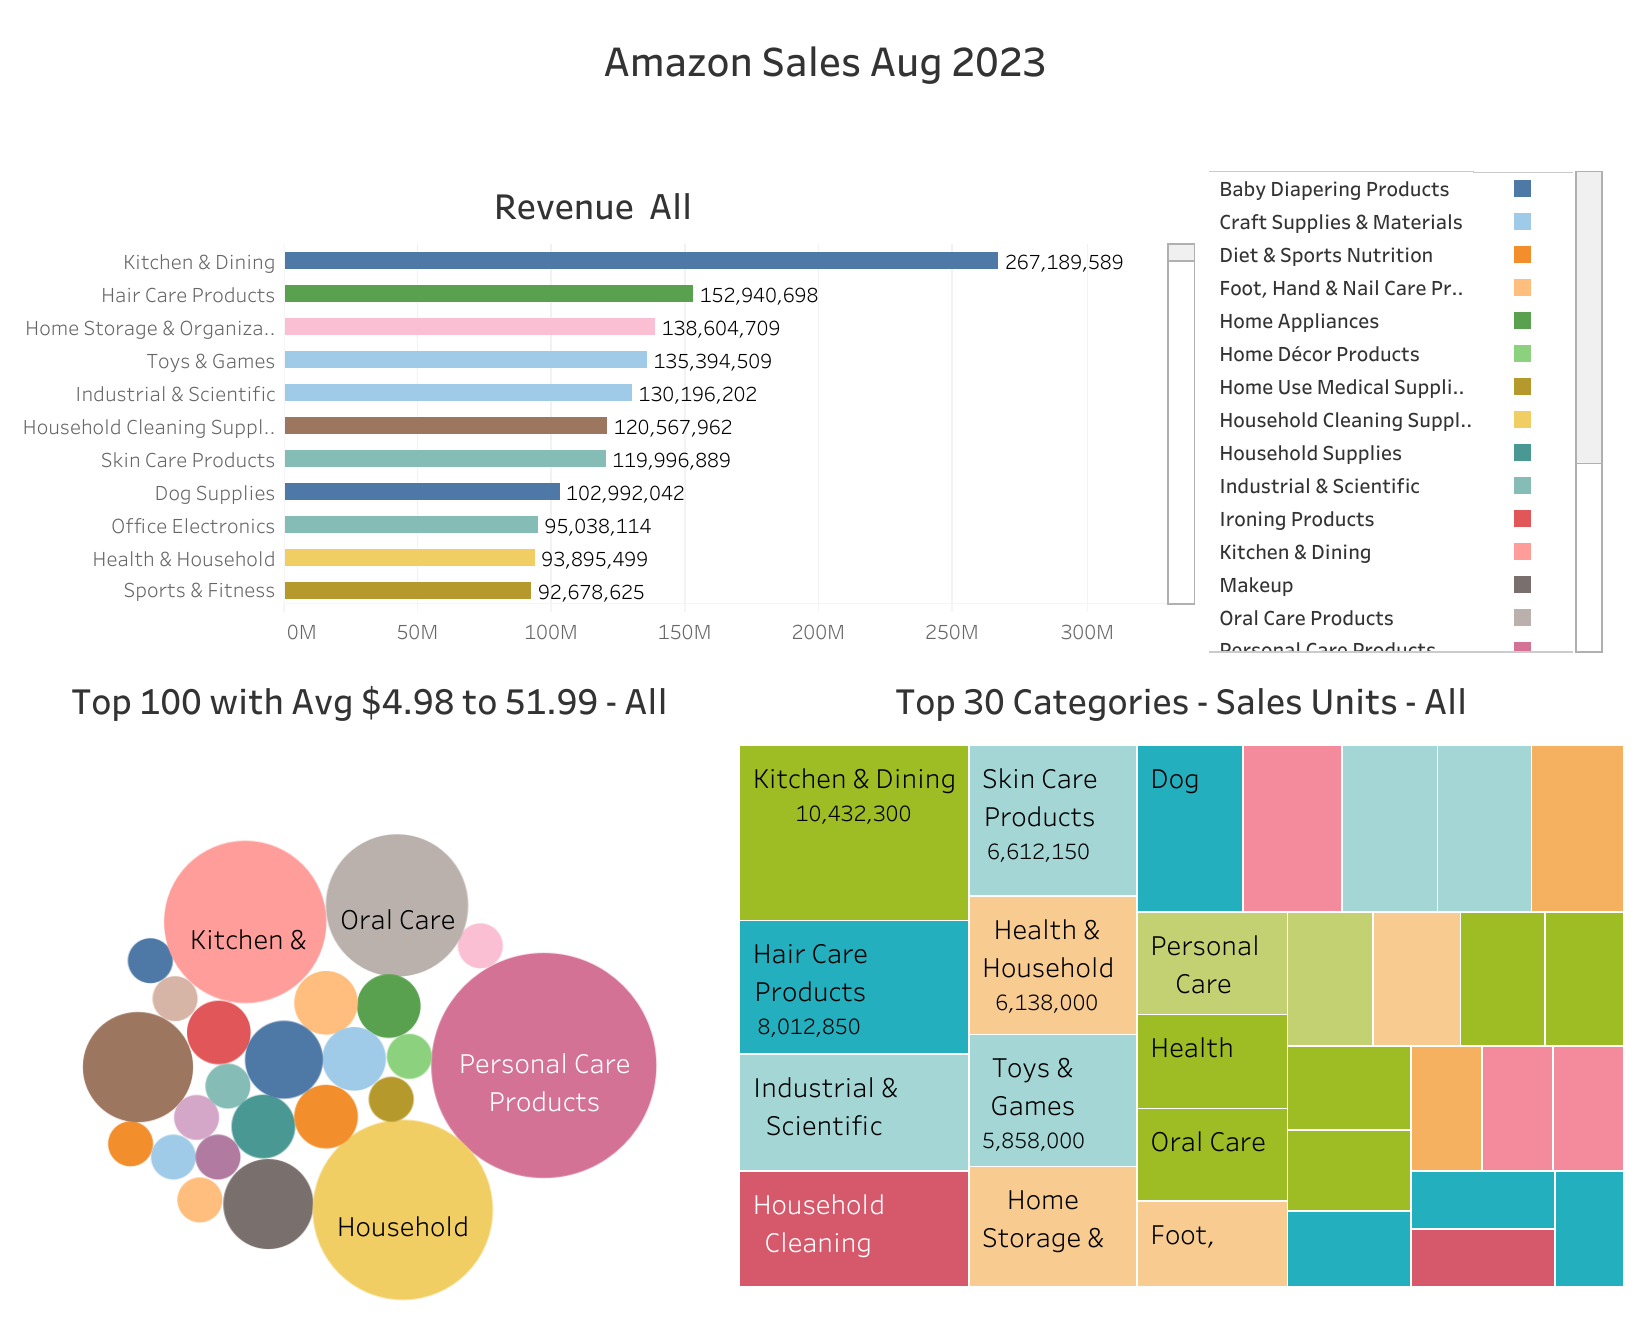 Amazon Sales Aug 2023
Revenue  All
Kitchen & Dining 267,189,589
Hair Care Products 152,940,698
Home Storage & Organiza.. 138,604,709
Toys & Games 135,394,509
Industrial & Scientific 130,196,202
Household Cleaning Suppl.. 120,567,962
Skin Care Products 119,996,889
Dog Supplies 102,992,042
Office Electronics 95,038,114
Health & Household 93,895,499
Sports & Fitness 92,678,625
0M 50M 100M 150M 200M 250M 300M
Baby Diapering Products
Craft Supplies & Materials
Diet & Sports Nutrition
Foot, Hand & Nail Care Pr..
Home Appliances
Home Décor Products
Home Use Medical Suppli..
Household Cleaning Suppl..
Household Supplies
Industrial & Scientific
Ironing Products
Kitchen & Dining
Makeup
Oral Care Products
Personal Care Products
Top 100 with Avg $4.98 to 51.99 - All
Kitchen &
Oral Care
Personal Care
Products
Household
Top 30 Categories - Sales Units - All
Kitchen & Dining
10,432,300
Hair Care
Products
8,012,850
Industrial &
Scientific
Household
Cleaning
Skin Care
Products
6,612,150
Health &
Household
6,138,000
Toys &
Games
5,858,000
Home
Storage &
Dog
Personal
Care
Health
Oral Care
Foot,